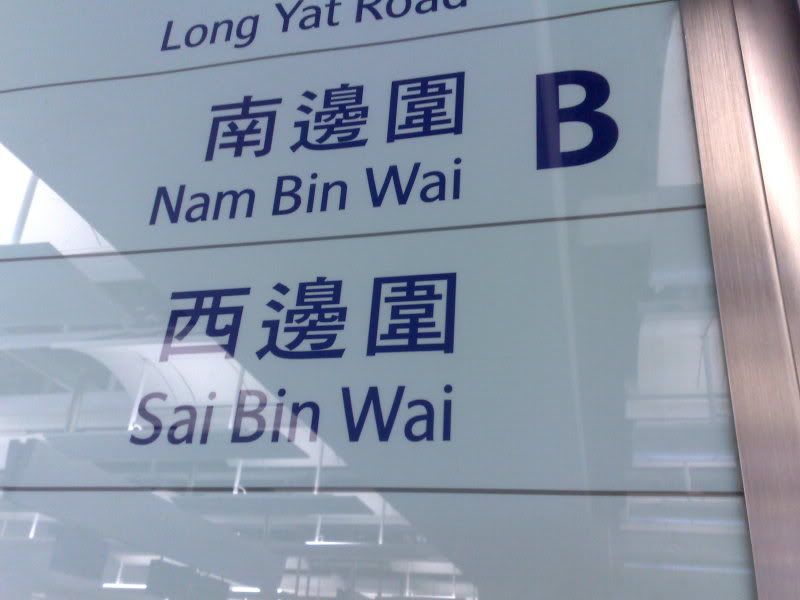 Long Yat Road
南邊圍 B
Nam Bin Wai
西邊圍
Sai Bin Wai